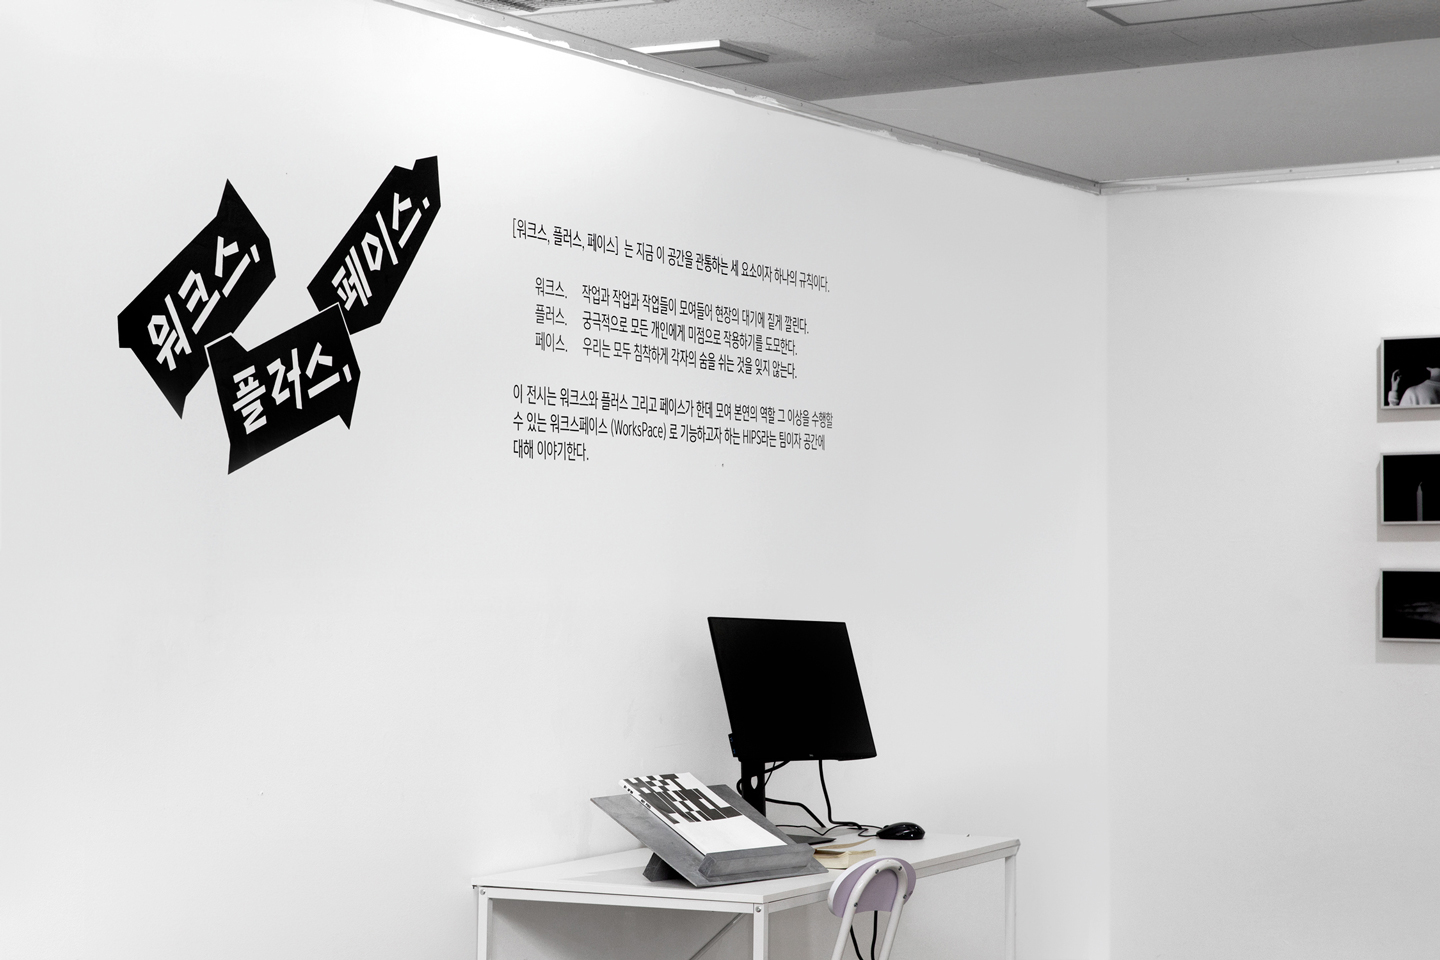 워크스,
플러스,
페이스,
[워크스, 플러스, 페이스] 는 지금 이 공간을 관통하는 세 요소이자 하나의 규칙이다.
워크스. 작업과 작업과 작업들이 모여들어 현장의 대기에 짙게 깔린다.
플러스. 궁극적으로 모든 개인에게 미점으로 작용하기를 도모한다.
페이스. 우리는 모두 침착하게 각자의 숨을 쉬는 것을 잊지 않는다.
이 전시는 워크스와 플러스 그리고 페이스가 한데 모여 본연의 역할 그 이상을 수행할
수 있는 워크스페이스 (WorksPace) 로 기능하고자 하는 HIPS라는 팀이자 공간에
대해 이야기한다.